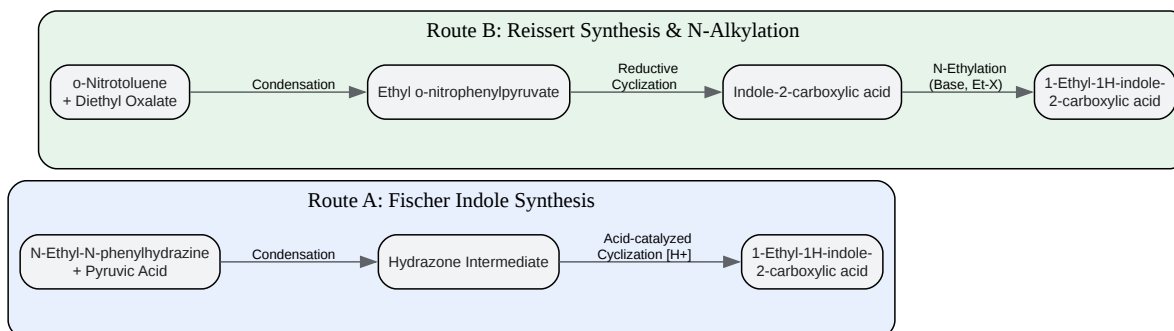 Route B: Reissert Synthesis & N-Alkylation
o-Nitrotoluene
+ Diethyl Oxalate
Condensation
Ethyl o-nitrophenylpyruvate
Reductive
Cyclization
Indole-2-carboxylic acid
N-Ethylation
(Base, Et-X)
1-Ethyl-1H-indole-
2-carboxylic acid
Route A: Fischer Indole Synthesis
N-Ethyl-N-phenylhydrazine
+ Pyruvic Acid
Condensation
Hydrazone Intermediate
Acid-catalyzed
Cyclization [H+]
1-Ethyl-1H-indole-
2-carboxylic acid